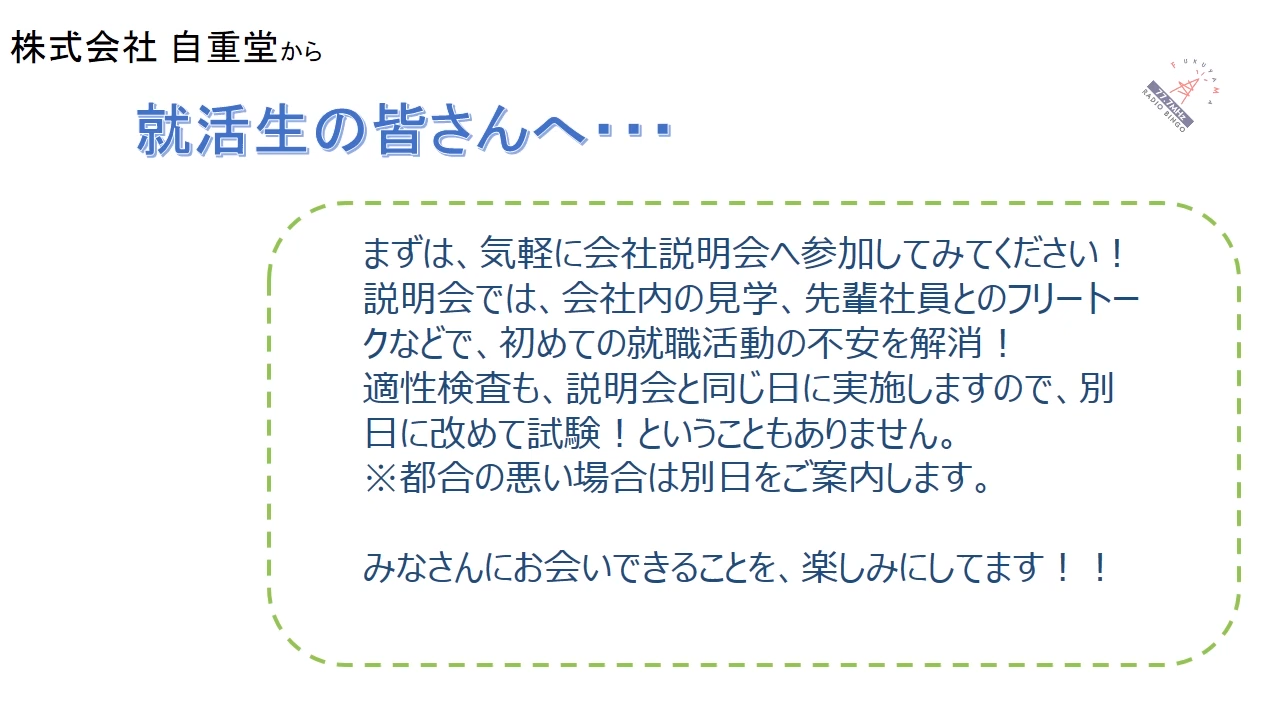 株式会社 自重堂から
就活生の皆さんへ・・・
FUKUYAMA
77.7MHz
RADIO BINGO
まずは、気軽に会社説明会へ参加してみてください！
説明会では、会社内の見学、先輩社員とのフリートー
クなどで、初めての就職活動の不安を解消！
適性検査も、説明会と同じ日に実施しますので、別
日に改めて試験！ということもありません。
※都合の悪い場合は別日をご案内します。
みなさんにお会いできることを、楽しみにしてます！！